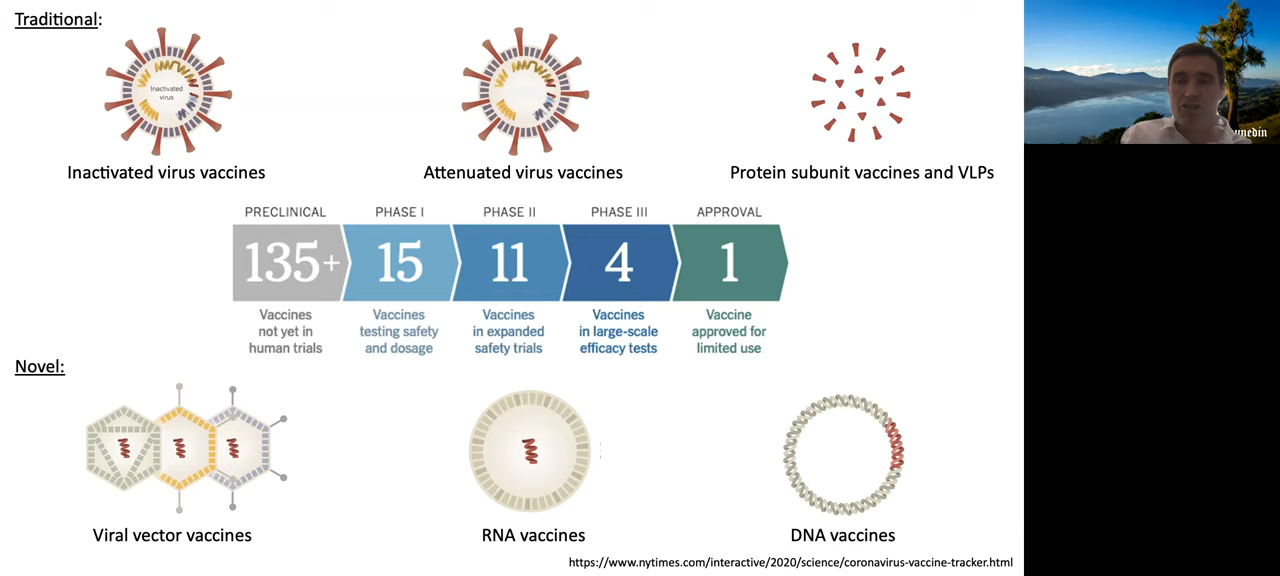 Traditional:
Inactivated
virus
Inactivated virus vaccines
Attenuated virus vaccines
Protein subunit vaccines and VLPs
PRECLINICAL
PHASE I
PHASE II
PHASE III
APPROVAL
135+
15
11
4
1
Vaccines
not yet in
human trials
Vaccines
testing safety
and dosage
Vaccines
in expanded
safety trials
Vaccines
in large-scale
efficacy tests
Vaccine
approved for
limited use
Novel:
Viral vector vaccines
RNA vaccines
DNA vaccines
https://www.nytimes.com/interactive/2020/science/coronavirus-vaccine-tracker.html